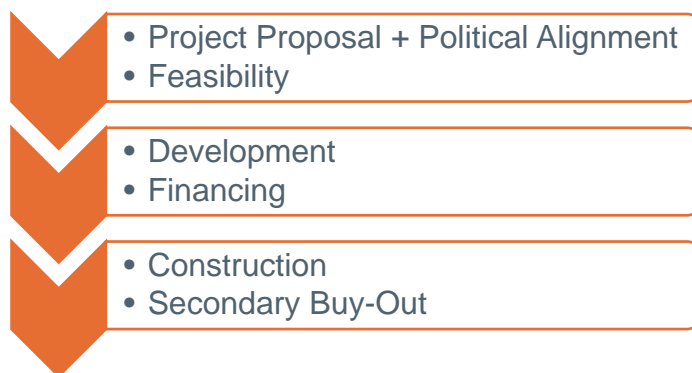 • Project Proposal + Political Alignment
• Feasibility
• Development
• Financing
• Construction
• Secondary Buy-Out